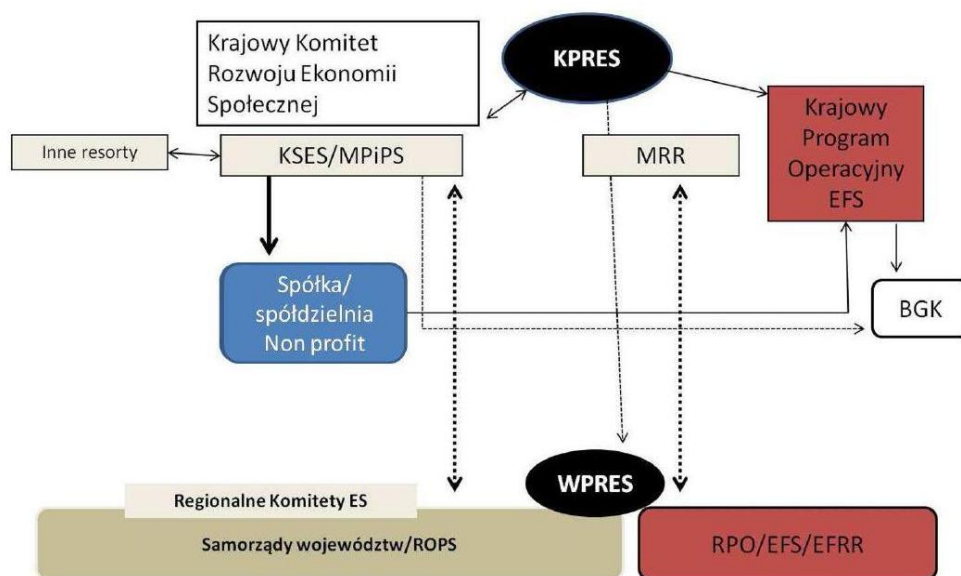 Krajowy Komitet
Rozwoju Ekonomii
Społecznej
KPRES
Krajowy
Program
Operacyjny
EFS
Inne resorty
KSES/MPiPS
MRR
Spółka/
spółdzielnia
Non profit
BGK
WPRES
Regionalne Komitety ES
Samorządy województw/ROPS
RPO/EFS/EFRR